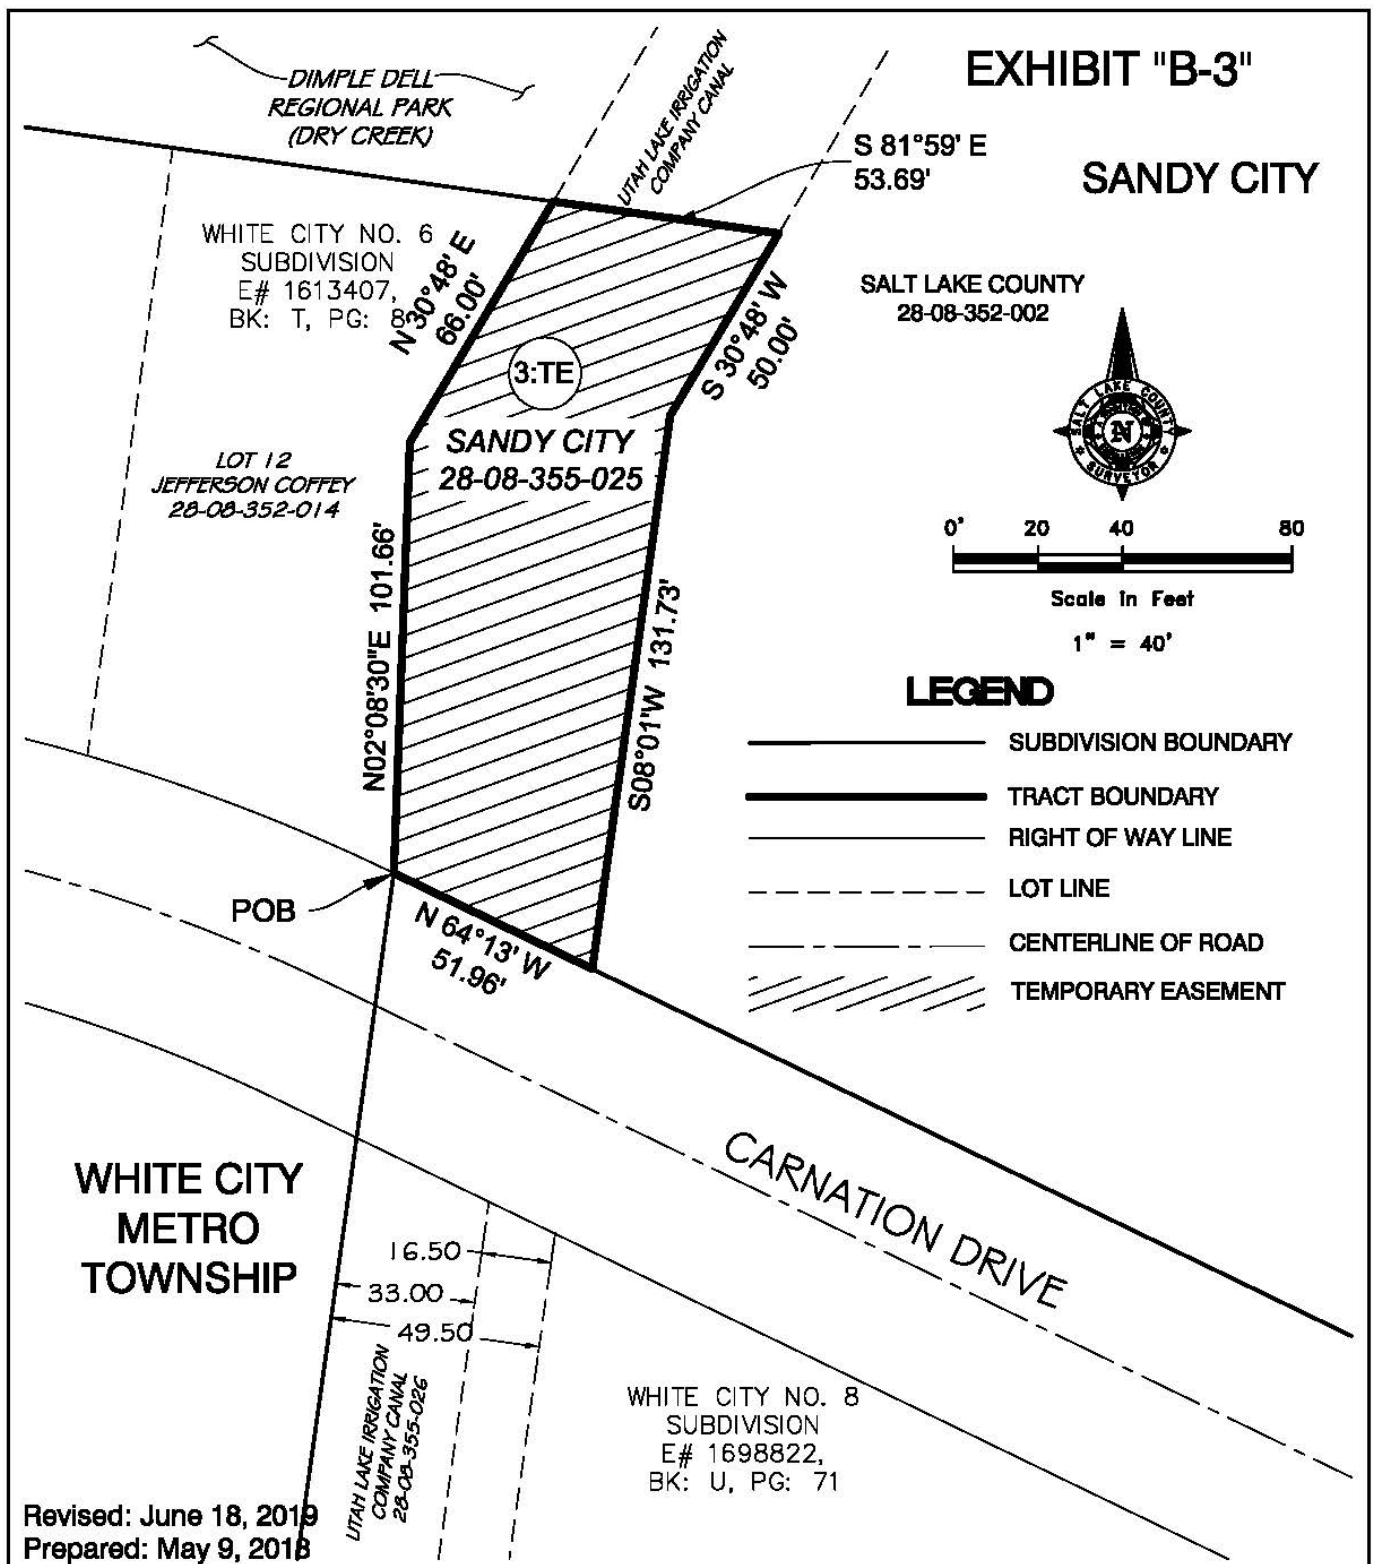 EXHIBIT "B-3"
DIMPLE DELL
REGIONAL PARK
(DRY CREEK)
UTAH LAKE IRRIGATION
COMPANY CANAL
S 81°59' E
53.69'
SANDY CITY
WHITE CITY NO. 6
SUBDIVISION
E# 1613407,
BK: T, PG: 8
N 30°48' E
66.00'
S 30°48' W
50.00'
SALT LAKE COUNTY
28-08-352-002
3:TE
SANDY CITY
28-08-355-025
SALT LAKE COUNTY
SURVEYOR
N
LOT 12
JEFFERSON COFFEY
28-08-352-014
0' 20 40 80
Scale in Feet
1" = 40'
N02°08'30"E 101.66'
S08°01'W 131.73'
LEGEND
SUBDIVISION BOUNDARY
TRACT BOUNDARY
RIGHT OF WAY LINE
LOT LINE
CENTERLINE OF ROAD
TEMPORARY EASEMENT
POB
N 64°13' W
51.96'
CARNATION DRIVE
WHITE CITY
METRO
TOWNSHIP
16.50
33.00
49.50
UTAH LAKE IRRIGATION
COMPANY CANAL
28-08-355-026
WHITE CITY NO. 8
SUBDIVISION
E# 1698822,
BK: U, PG: 71
Revised: June 18, 2019
Prepared: May 9, 2018